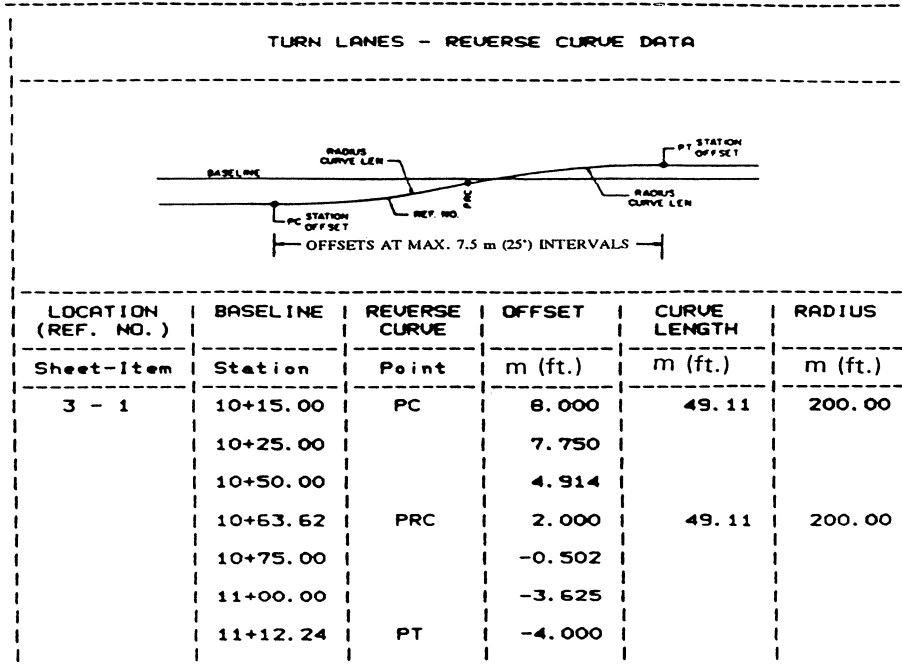 TURN LANES - REVERSE CURVE DATA
RADIUS
CURVE LEN
BASELINE
PRC
PT STATION
OFFSET
RADIUS
CURVE LEN
PC STATION
OFFSET
REF. NO.
OFFSETS AT MAX. 7.5 m (25') INTERVALS
LOCATION (REF. NO.) BASELINE REVERSE CURVE OFFSET CURVE LENGTH RADIUS
Sheet-Item Station Point m (ft.) m (ft.) m (ft.)
3 - 1 10+15.00 PC 8.000 49.11 200.00
10+25.00 7.750
10+50.00 4.914
10+63.62 PRC 2.000 49.11 200.00
10+75.00 -0.502
11+00.00 -3.625
11+12.24 PT -4.000